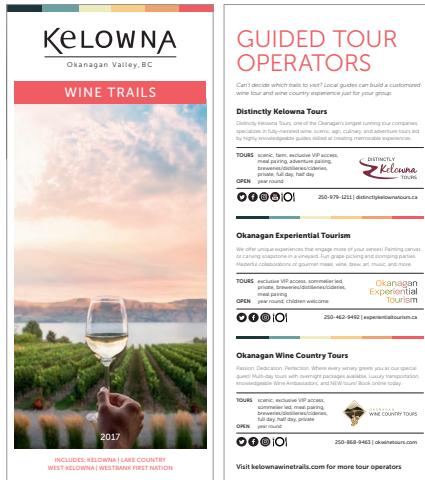 KELOWNA
Okanagan Valley, BC
WINE TRAILS
2017
INCLUDES: KELOWNA | LAKE COUNTRY
WEST KELOWNA | WESTBANK FIRST NATION
GUIDED TOUR
OPERATORS
Can't decide which trails to visit? Local guides can build a customized
wine tour and wine country experience just for your group.
Distinctly Kelowna Tours
Distinctly Kelowna Tours, one of the Okanagan's longest running tour companies,
specializes in fully-narrated wine, scenic, agri, culinary, and adventure tours led
by highly knowledgeable guides skilled at creating memorable experiences.
TOURS scenic, farm, exclusive VIP access,
meal pairing, adventure pairing,
breweries/distilleries/cideries,
private, full day, half day
OPEN year round
DISTINCTLY
Kelowna
TOURS
250-979-1211 | distinctlykelownatours.ca
Okanagan Experiential Tourism
We offer unique experiences that engage more of your senses! Painting canvas
or carving soapstone in a vineyard. Fun grape picking and stomping parties.
Masterful collaborations of gourmet meals, wine, brew, art, music, and more.
TOURS exclusive VIP access, sommelier led,
private, breweries/distilleries/cideries,
meal pairing
OPEN year round, children welcome
Okanagan
Experiential
Tourism
250-462-9492 | experientialtourism.ca
Okanagan Wine Country Tours
Passion. Dedication. Perfection. Where every winery greets you as our special
guest! Multi-day tours with overnight packages available. Luxury transportation,
knowledgeable Wine Ambassadors, and NEW tours! Book online today.
TOURS scenic, exclusive VIP access,
sommelier led, meal pairing,
breweries/distilleries/cideries,
full day, half day, private
OPEN year round
OKANAGAN
WINE COUNTRY TOURS
250-868-9463 | okwinetours.com
Visit kelownawinetrails.com for more tour operators